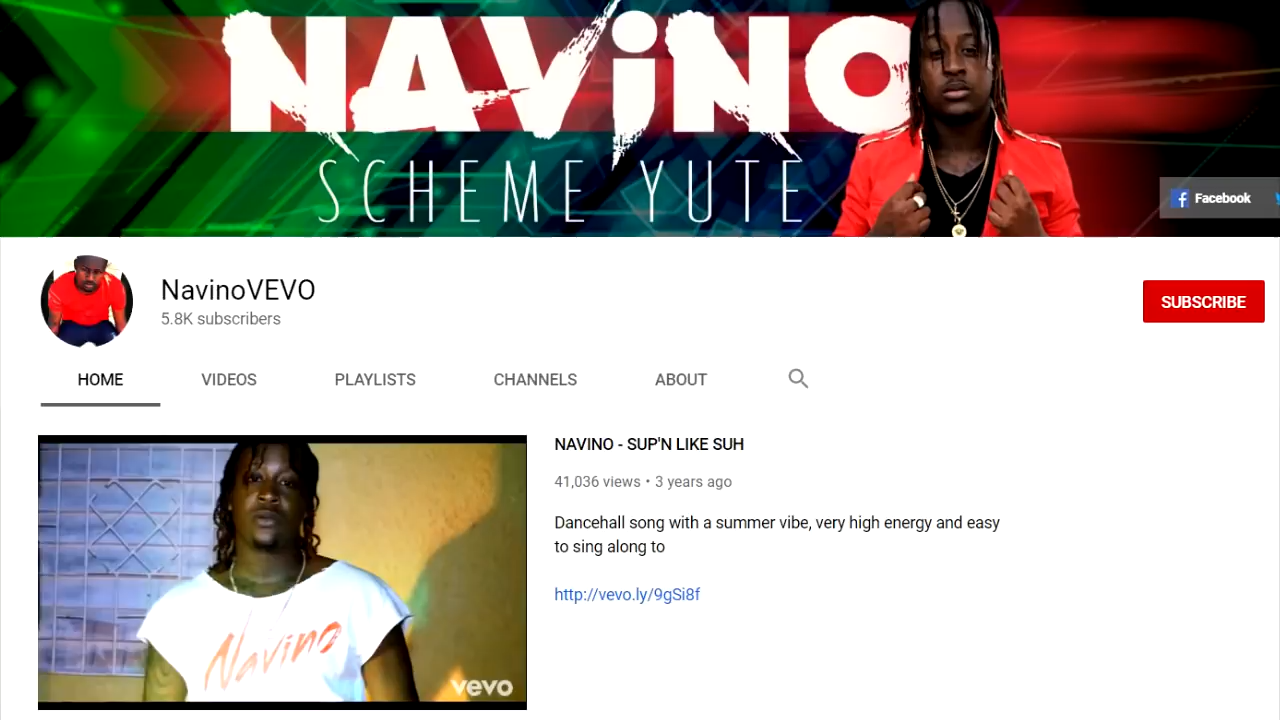 NAViNO
SCHEME YUTE
Facebook
NavinoVEVO
5.8K subscribers
SUBSCRIBE
HOME VIDEOS PLAYLISTS CHANNELS ABOUT
NAVINO - SUP'N LIKE SUH
41,036 views • 3 years ago
Dancehall song with a summer vibe, very high energy and easy
to sing along to
http://vevo.ly/9gSi8f
Navino
vevo